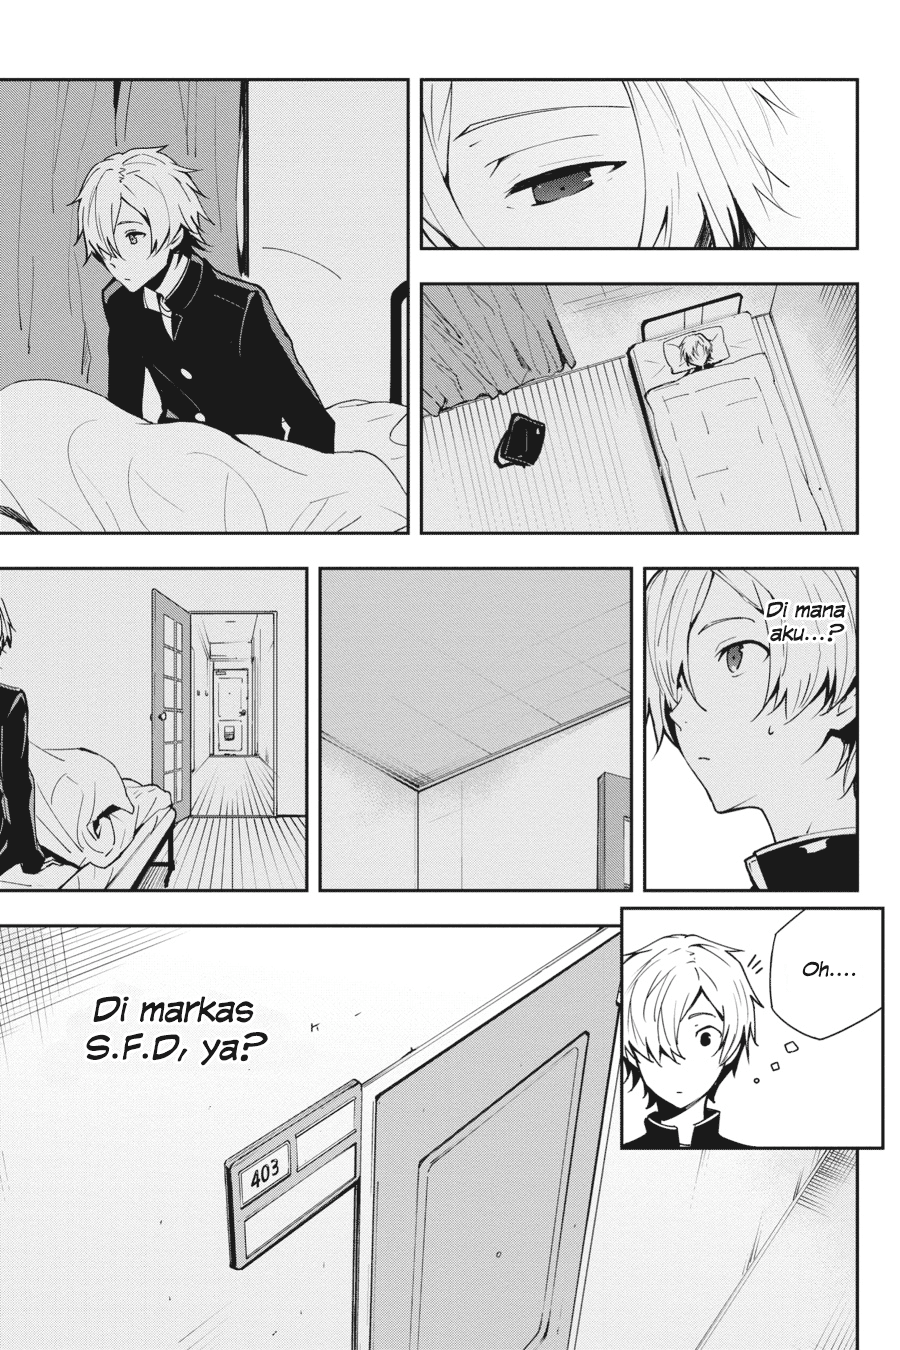 Di mana
aku...?
Oh....
Di markas
S.F.D, ya?
403